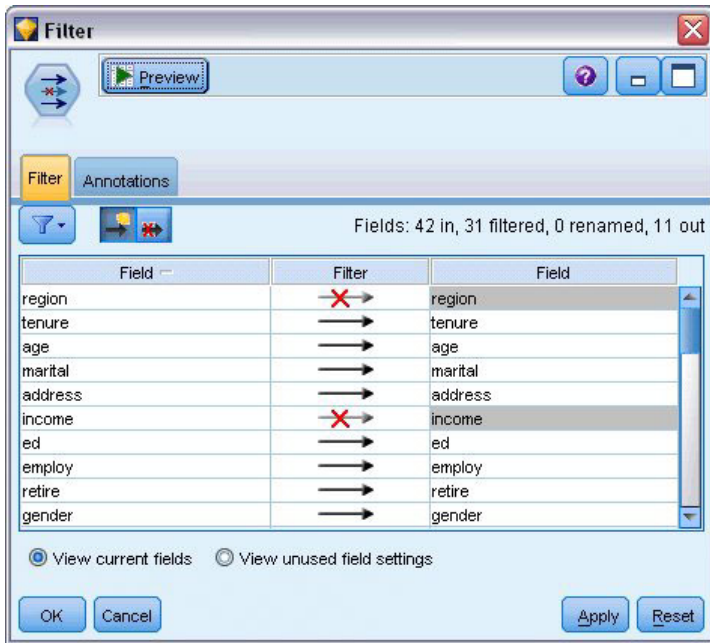 Filter
Preview
Filter
Annotations
Fields: 42 in, 31 filtered, 0 renamed, 11 out
Field Filter Field
region region
tenure tenure
age age
marital marital
address address
income income
ed ed
employ employ
retire retire
gender gender
View current fields View unused field settings
OK Cancel Apply Reset